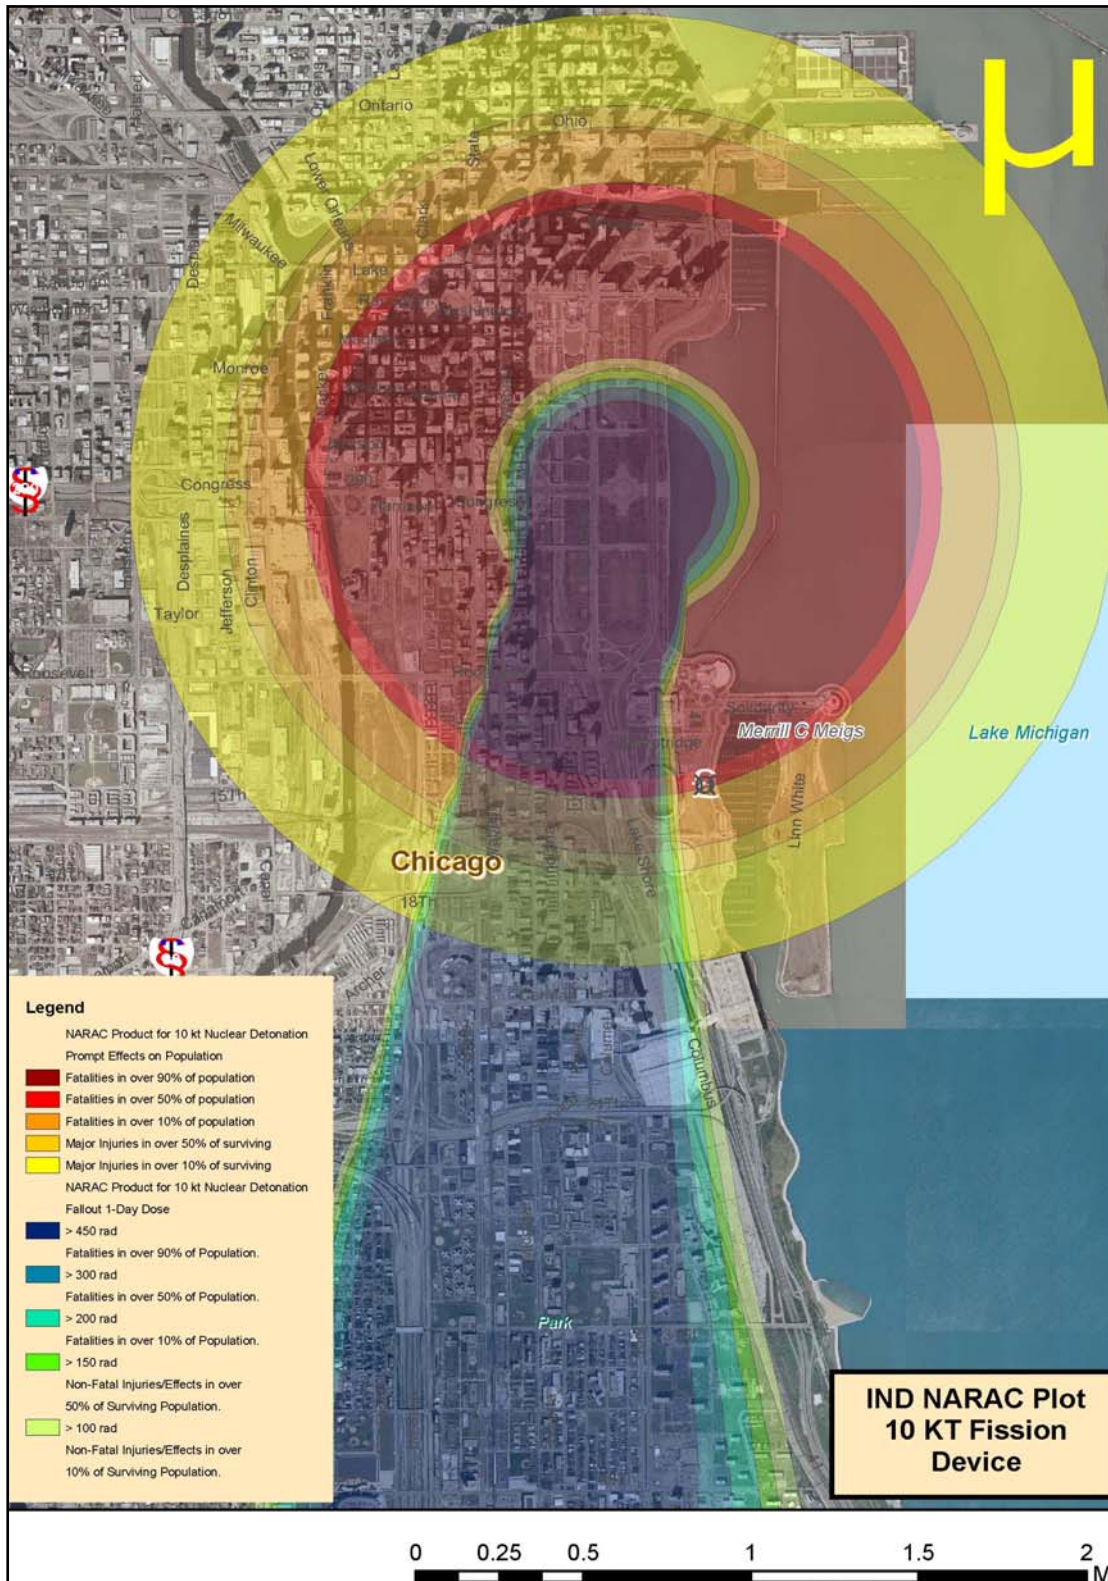 Ontario
Ohio
State
Lower Orleans
Clark
Milwaukee
Lake
Franklin
Monroe
Congress
Desplaines
Jefferson
Clinton
Taylor
Roosevelt
Solidarity
Merrill C Meigs
Lake Michigan
Linn White
15Th
Lake Shore
Chicago
18Th
Archer
Columbus
Park
µ
Legend
NARAC Product for 10 kt Nuclear Detonation
Prompt Effects on Population
Fatalities in over 90% of population
Fatalities in over 50% of population
Fatalities in over 10% of population
Major Injuries in over 50% of surviving
Major Injuries in over 10% of surviving
NARAC Product for 10 kt Nuclear Detonation
Fallout 1-Day Dose
> 450 rad
Fatalities in over 90% of Population.
> 300 rad
Fatalities in over 50% of Population.
> 200 rad
Fatalities in over 10% of Population.
> 150 rad
Non-Fatal Injuries/Effects in over
50% of Surviving Population.
> 100 rad
Non-Fatal Injuries/Effects in over
10% of Surviving Population.
IND NARAC Plot
10 KT Fission
Device
0 0.25 0.5 1 1.5 2
M